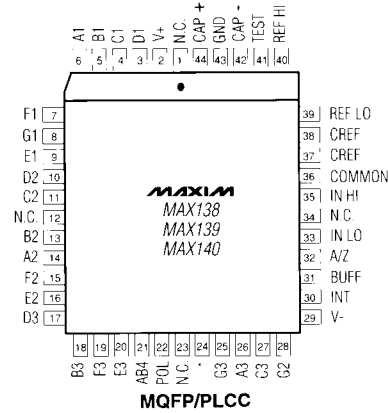 A1 B1 C1 D1 V+ N.C. CAP + GND CAP - TEST REF HI
6 5 4 3 2 1 44 43 42 41 40
F1 7
G1 8
E1 9
D2 10
C2 11
N.C. 12
B2 13
A2 14
F2 15
E2 16
D3 17
MAXIM
MAX138
MAX139
MAX140
39 REF LO
38 CREF
37 CREF
36 COMMON
35 IN HI
34 N.C.
33 IN LO
32 A/Z
31 BUFF
30 INT
29 V-
18 19 20 21 22 23 24 25 26 27 28
B3 F3 E3 AB4 POL N.C. - G3 A3 C3 G2
MQFP/PLCC